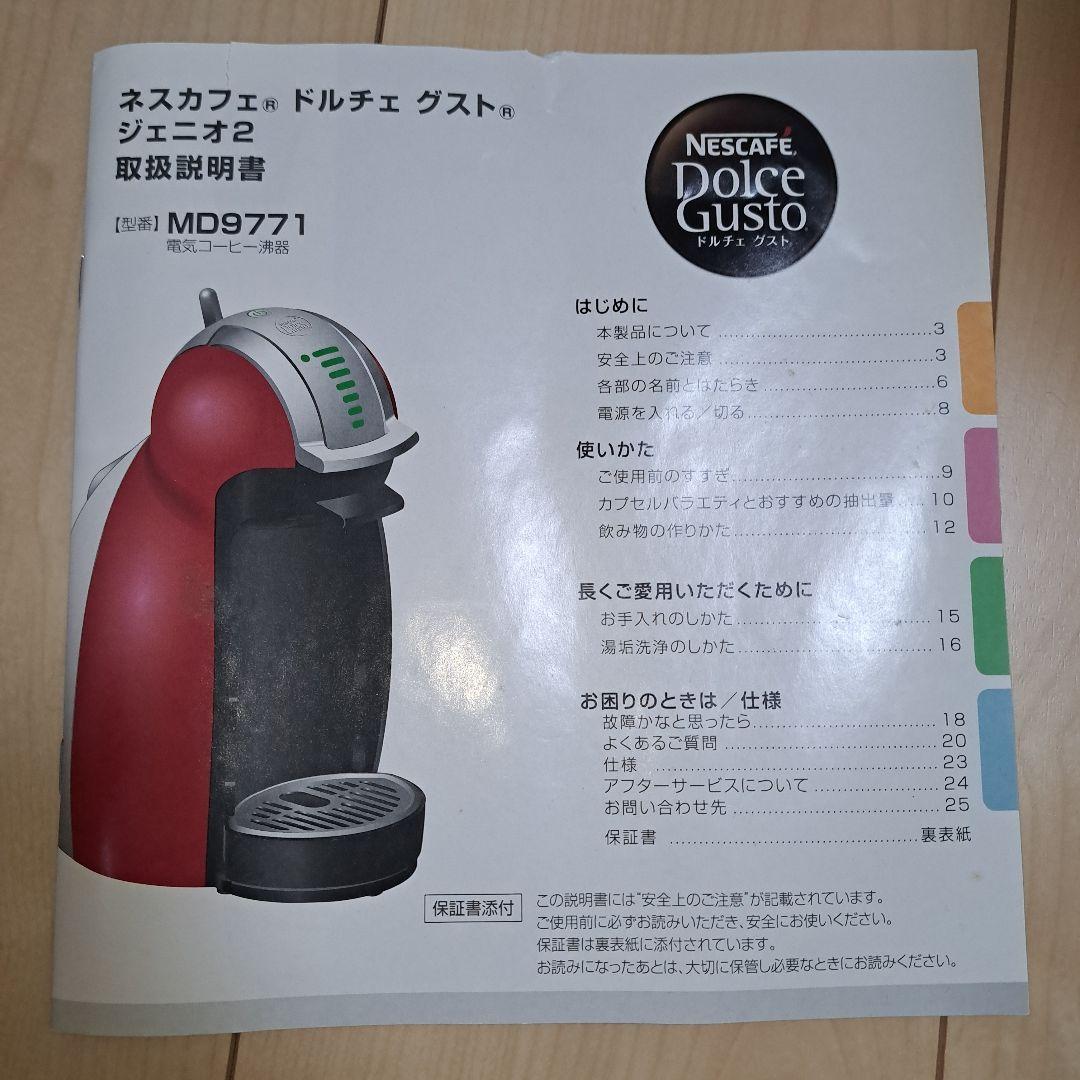 ネスカフェ® ドルチェ グスト®
ジェニオ2
取扱説明書
【型番】MD9771
電気コーヒー沸器
NESCAFÉ
Dolce
Gusto
ドルチェ グスト
はじめに
本製品について ........................3
安全上のご注意 ........................3
各部の名前とはたらき ........................6
電源を入れる／切る ........................8
使いかた
ご使用前のすすぎ ........................9
カプセルバラエティとおすすめの抽出量 ..... 10
飲み物の作りかた ........................ 12
長くご愛用いただくために
お手入れのしかた ........................ 15
湯垢洗浄のしかた ........................ 16
お困りのときは／仕様
故障かなと思ったら ........................ 18
よくあるご質問 ........................ 20
仕様 ........................ 23
アフターサービスについて ........................ 24
お問い合わせ先 ........................ 25
保証書 ........................裏表紙
保証書添付
この説明書には"安全上のご注意"が記載されています。
ご使用前に必ずお読みいただき、安全にお使いください。
保証書は裏表紙に添付されています。
お読みになったあとは、大切に保管し必要なときにお読みください。